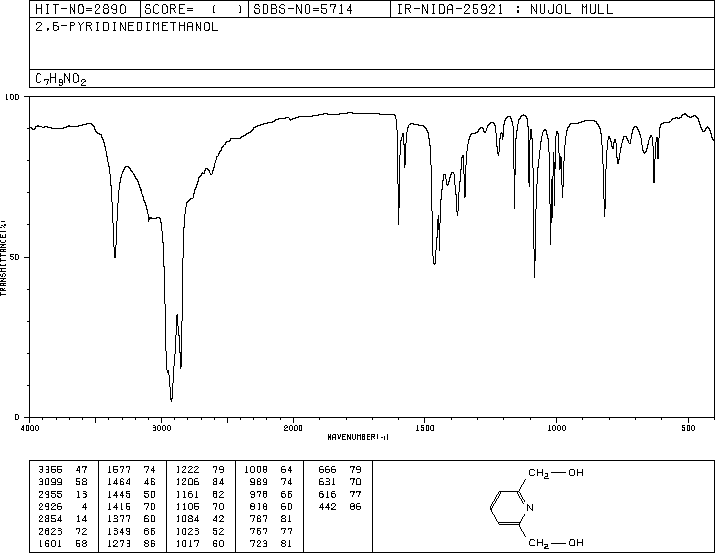 HIT-NO=2890 SCORE= ( ) SDBS-NO=5714 IR-NIDA-25921 : NUJOL MULL
2,6-PYRIDINEDIMETHANOL
C7H9NO2
100
50
0
TRANSMITTANCE(%)
4000 3000 2000 1500 1000 500
WAVENUMBER(-1)
3356 47 1577 74 1222 79 1008 64 666 79
3099 58 1464 46 1206 84 989 74 631 70
2955 13 1446 50 1161 62 978 66 616 77
2926 4 1416 70 1105 70 818 60 442 86
2854 14 1377 60 1084 42 787 81
2623 72 1349 66 1023 52 767 77
1601 58 1273 86 1017 60 723 81
CH2—OH
N
CH2—OH